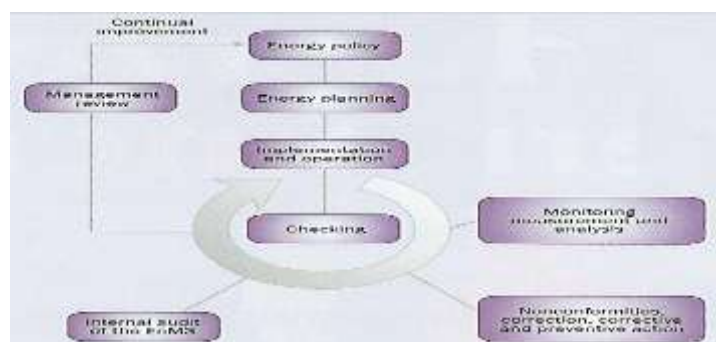 Continual
improvement
Energy policy
Management
review
Energy planning
Implementation
and operation
Checking
Monitoring
measurement and
analysis
Internal audit
of the EnMS
Nonconformities,
correction, corrective
and preventive action